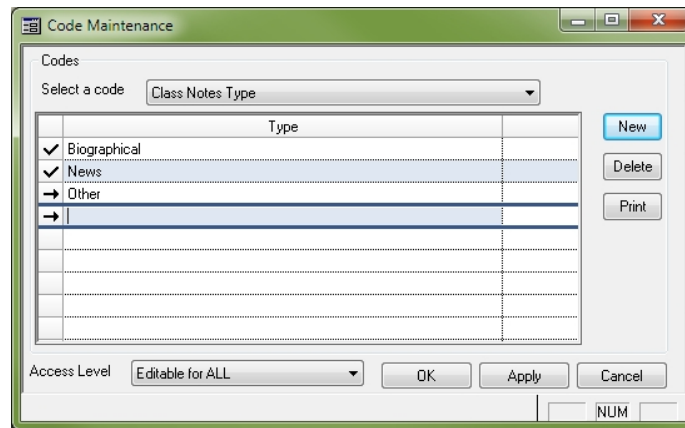 Code Maintenance
Codes
Select a code Class Notes Type
Type
New
Biographical
News
Delete
Other
Print
Access Level Editable for ALL OK Apply Cancel
NUM